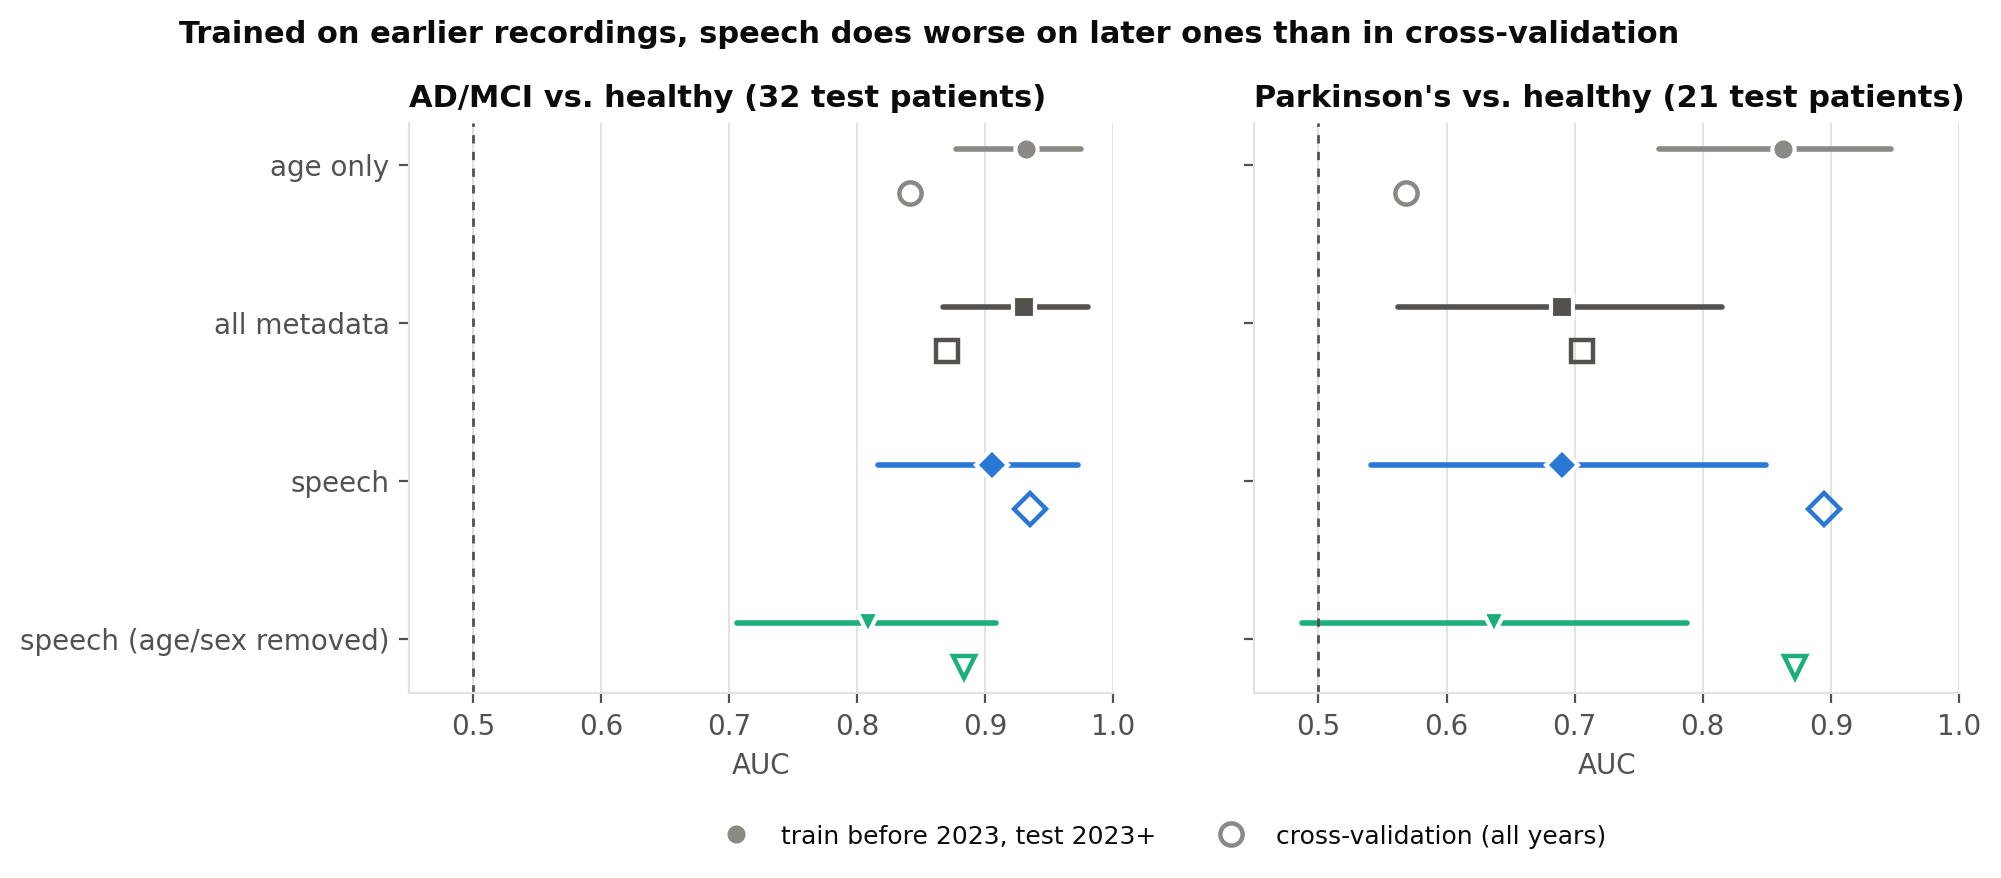 Trained on earlier recordings, speech does worse on later ones than in cross-validation
AD/MCI vs. healthy (32 test patients)
Parkinson's vs. healthy (21 test patients)
age only
all metadata
speech
speech (age/sex removed)
0.5 0.6 0.7 0.8 0.9 1.0
0.5 0.6 0.7 0.8 0.9 1.0
AUC
AUC
train before 2023, test 2023+
cross-validation (all years)